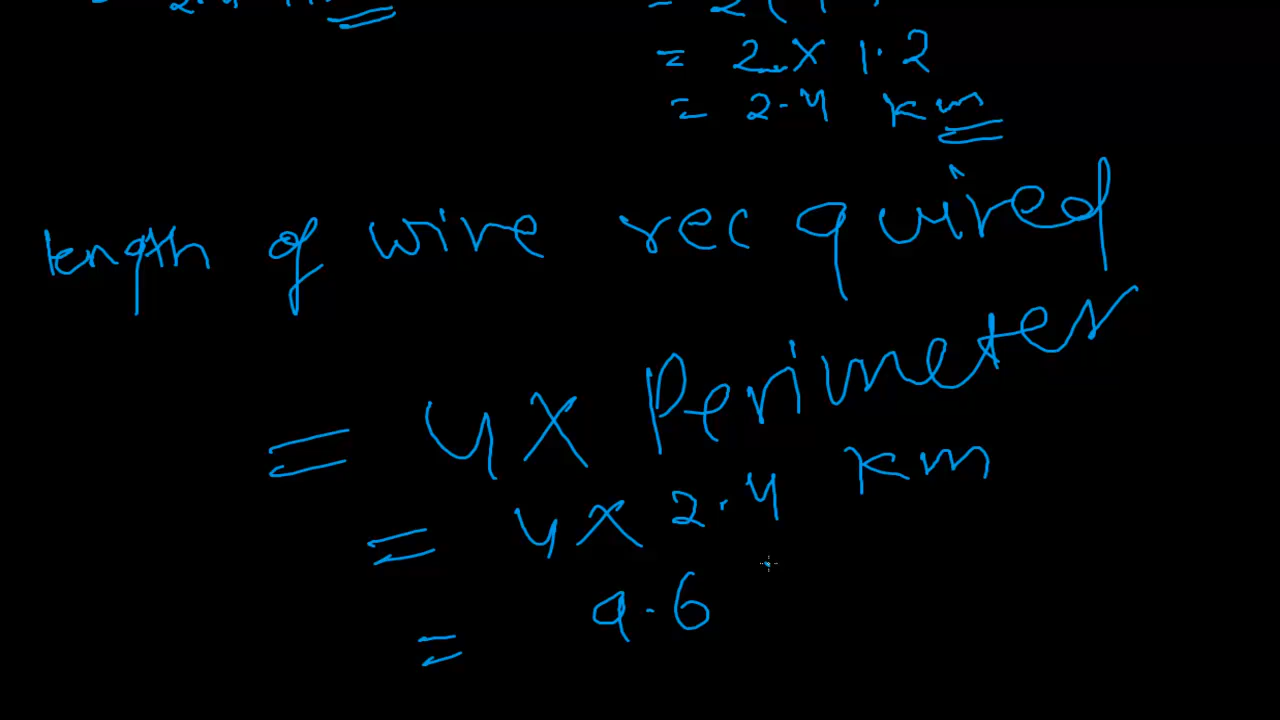 = 2 × 1.2
= 2.4 km
length of wire recquired
= 4 × Perimeter
= 4 × 2.4 km
= 9.6